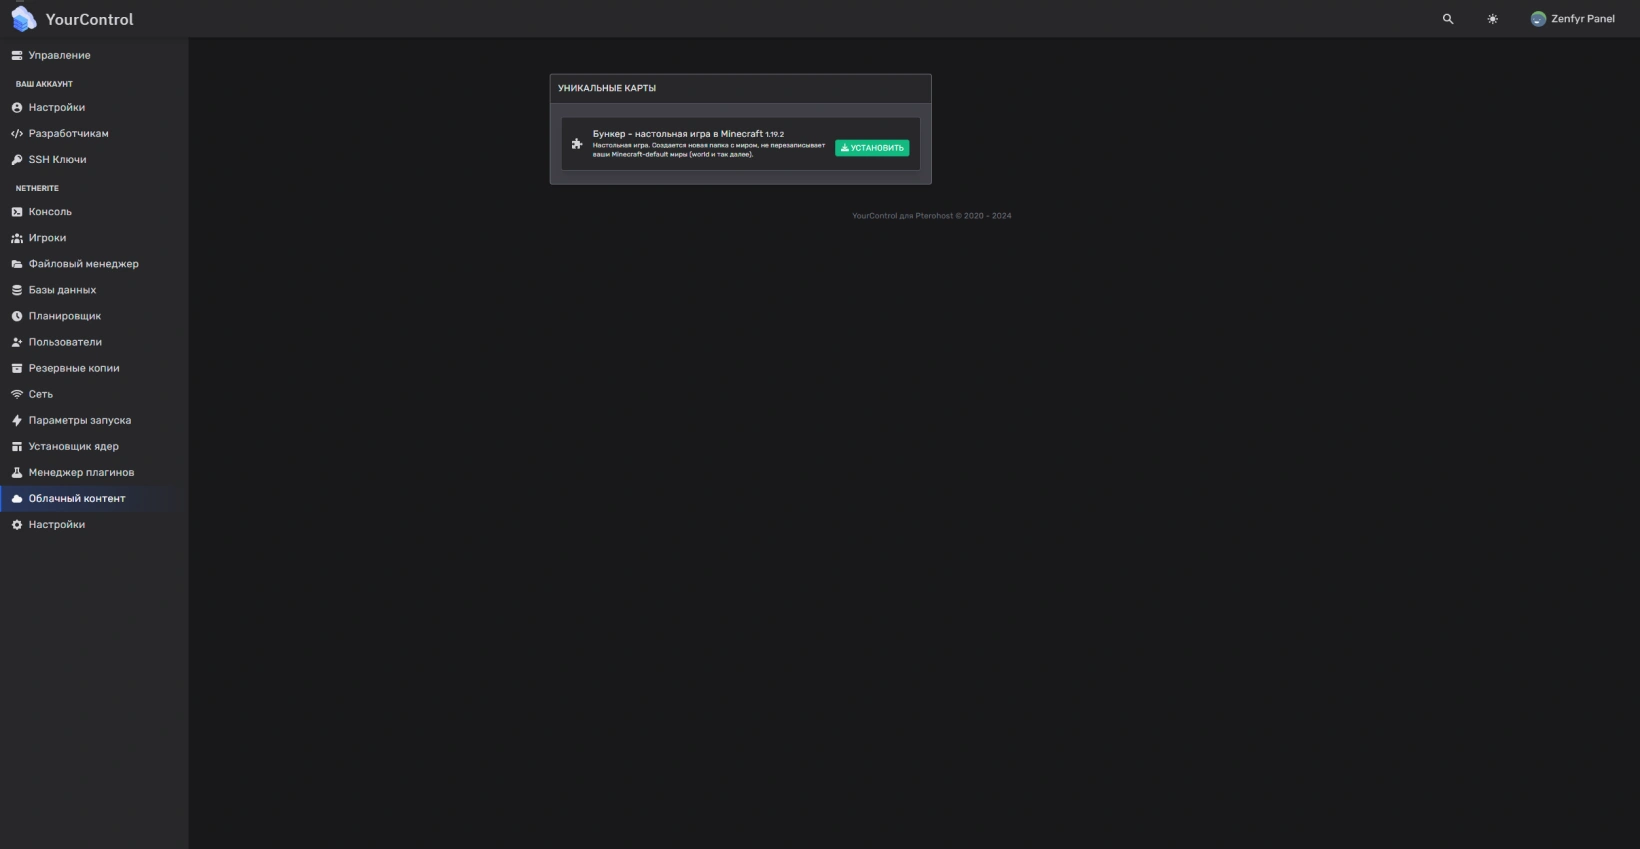 YourControl
Zenfyr Panel
Управление
ВАШ АККАУНТ
Настройки
Разработчикам
SSH Ключи
NETHERITE
Консоль
Игроки
Файловый менеджер
Базы данных
Планировщик
Пользователи
Резервные копии
Сеть
Параметры запуска
Установщик ядер
Менеджер плагинов
Облачный контент
Настройки
УНИКАЛЬНЫЕ КАРТЫ
Бункер - настольная игра в Minecraft 1.19.2
Настольная игра. Создается новая папка с миром, не перезаписывает
ваши Minecraft-default миры (world и так далее).
УСТАНОВИТЬ
YourControl для Pterohost © 2020 - 2024